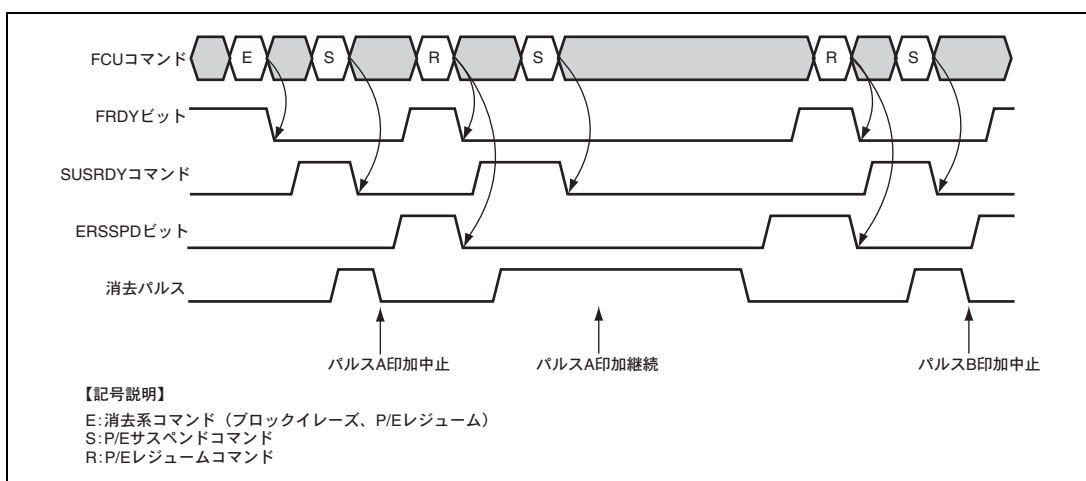 FCUコマンド
E
S
R
S
R
S
FRDYビット
SUSRDYコマンド
ERSSPDビット
消去パルス
パルスA印加中止
パルスA印加継続
パルスB印加中止
【記号説明】
E:消去系コマンド（ブロックイレーズ、P/Eレジューム）
S:P/Eサスペンドコマンド
R:P/Eレジュームコマンド